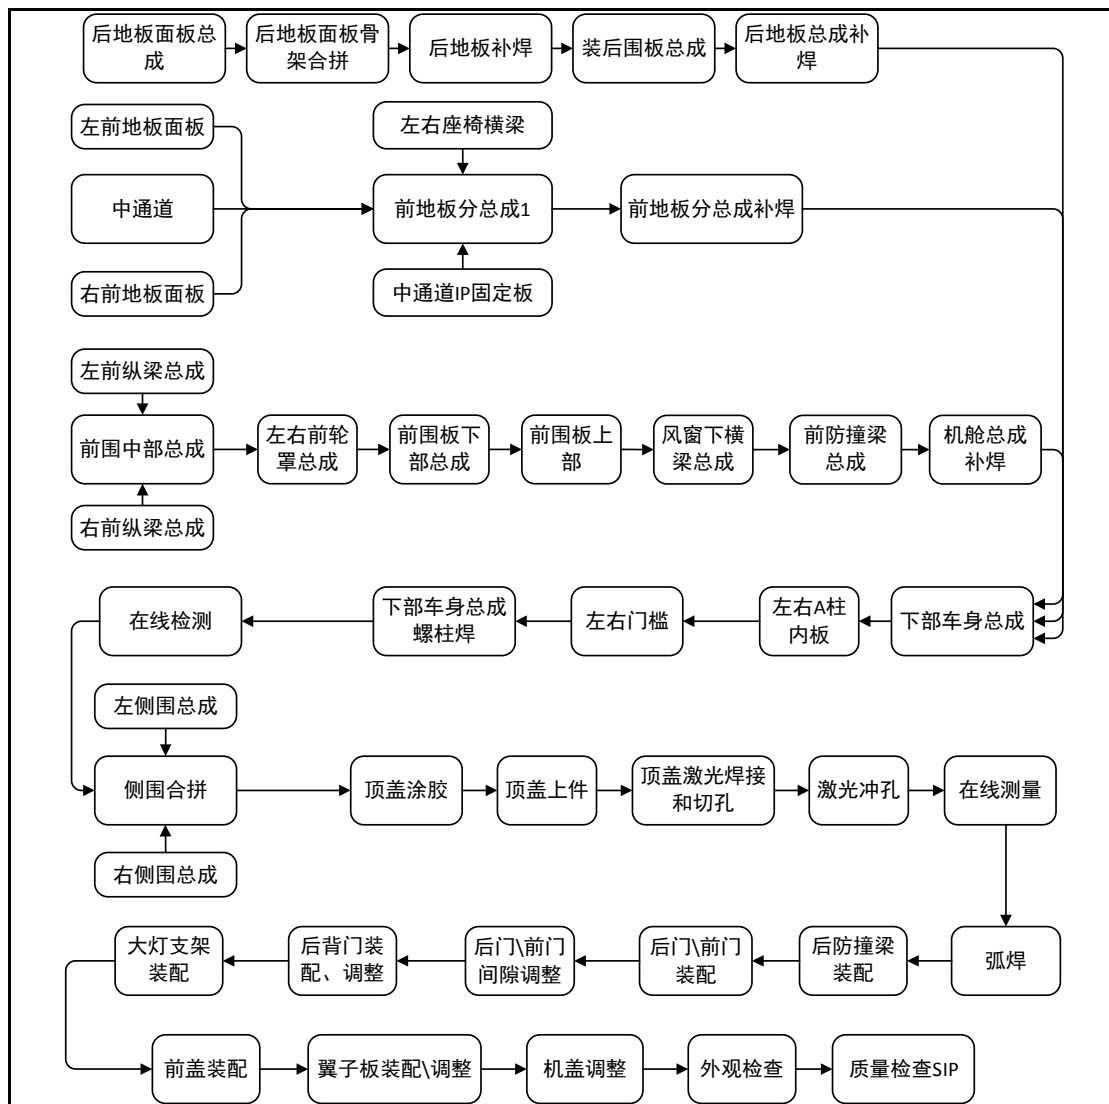 后地板面板总
成
后地板面板骨
架合拼
后地板补焊
装后围板总成
后地板总成补
焊
左前地板面板
左右座椅横梁
中通道
前地板分总成1
前地板分总成补焊
右前地板面板
中通道IP固定板
左前纵梁总成
前围中部总成
左右前轮
罩总成
前围板下
部总成
前围板上
部
风窗下横
梁总成
前防撞梁
总成
机舱总成
补焊
右前纵梁总成
在线检测
下部车身总成
螺柱焊
左右门槛
左右A柱
内板
下部车身总成
左侧围总成
侧围合拼
顶盖涂胶
顶盖上件
顶盖激光焊接
和切孔
激光冲孔
在线测量
右侧围总成
大灯支架
装配
后背门装
配、调整
后门\前门
间隙调整
后门\前门
装配
后防撞梁
装配
弧焊
前盖装配
翼子板装配\调整
机盖调整
外观检查
质量检查SIP